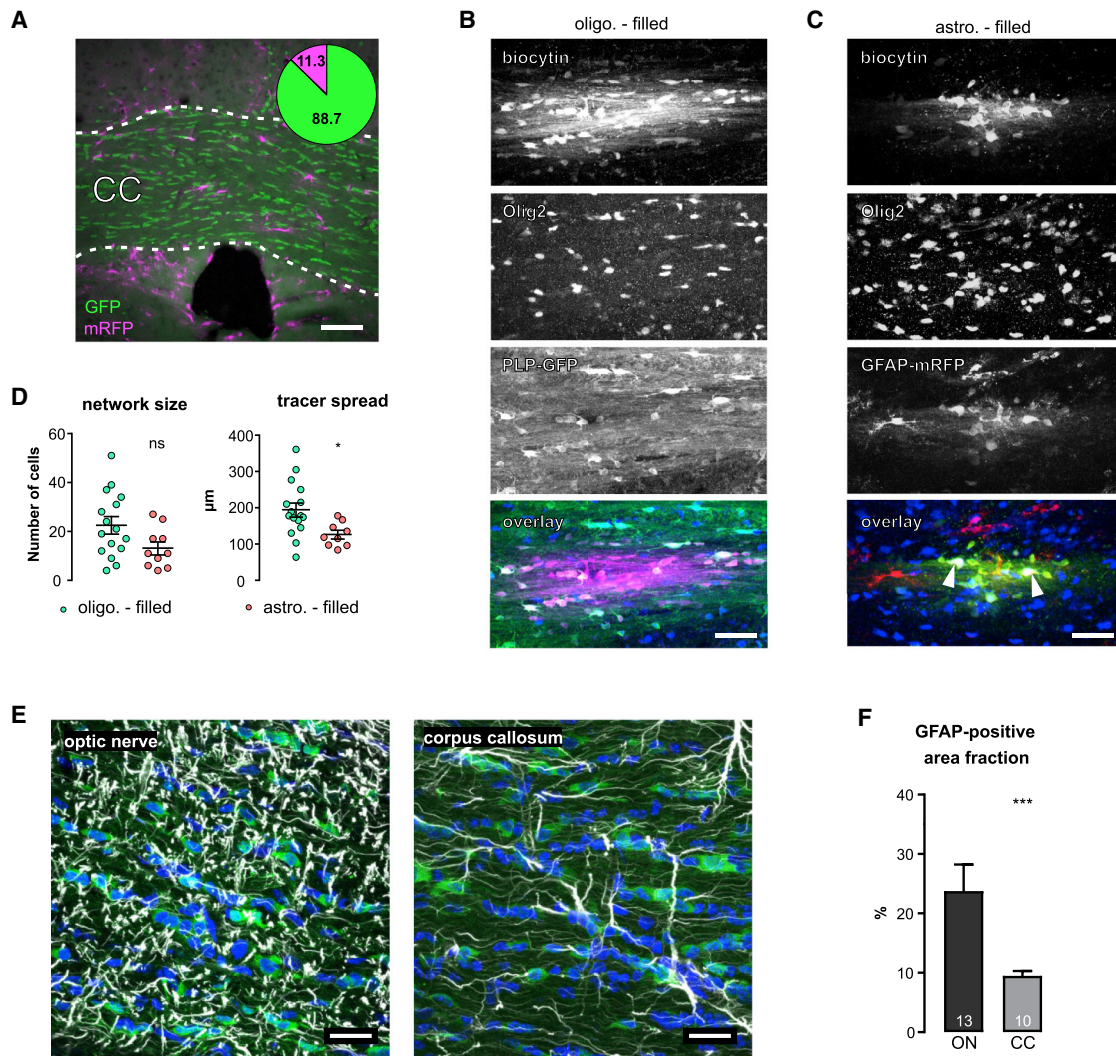 A
11.3
88.7
CC
GFP
mRFP
B
oligo. - filled
biocytin
Olig2
PLP-GFP
overlay
C
astro. - filled
biocytin
Olig2
GFAP-mRFP
overlay
D
network size
Number of cells
60
40
20
0
ns
tracer spread
µm
400
300
200
100
0
*
oligo. - filled
astro. - filled
E
optic nerve
corpus callosum
F
GFAP-positive
area fraction
%
40
30
20
10
0
***
13
10
ON
CC